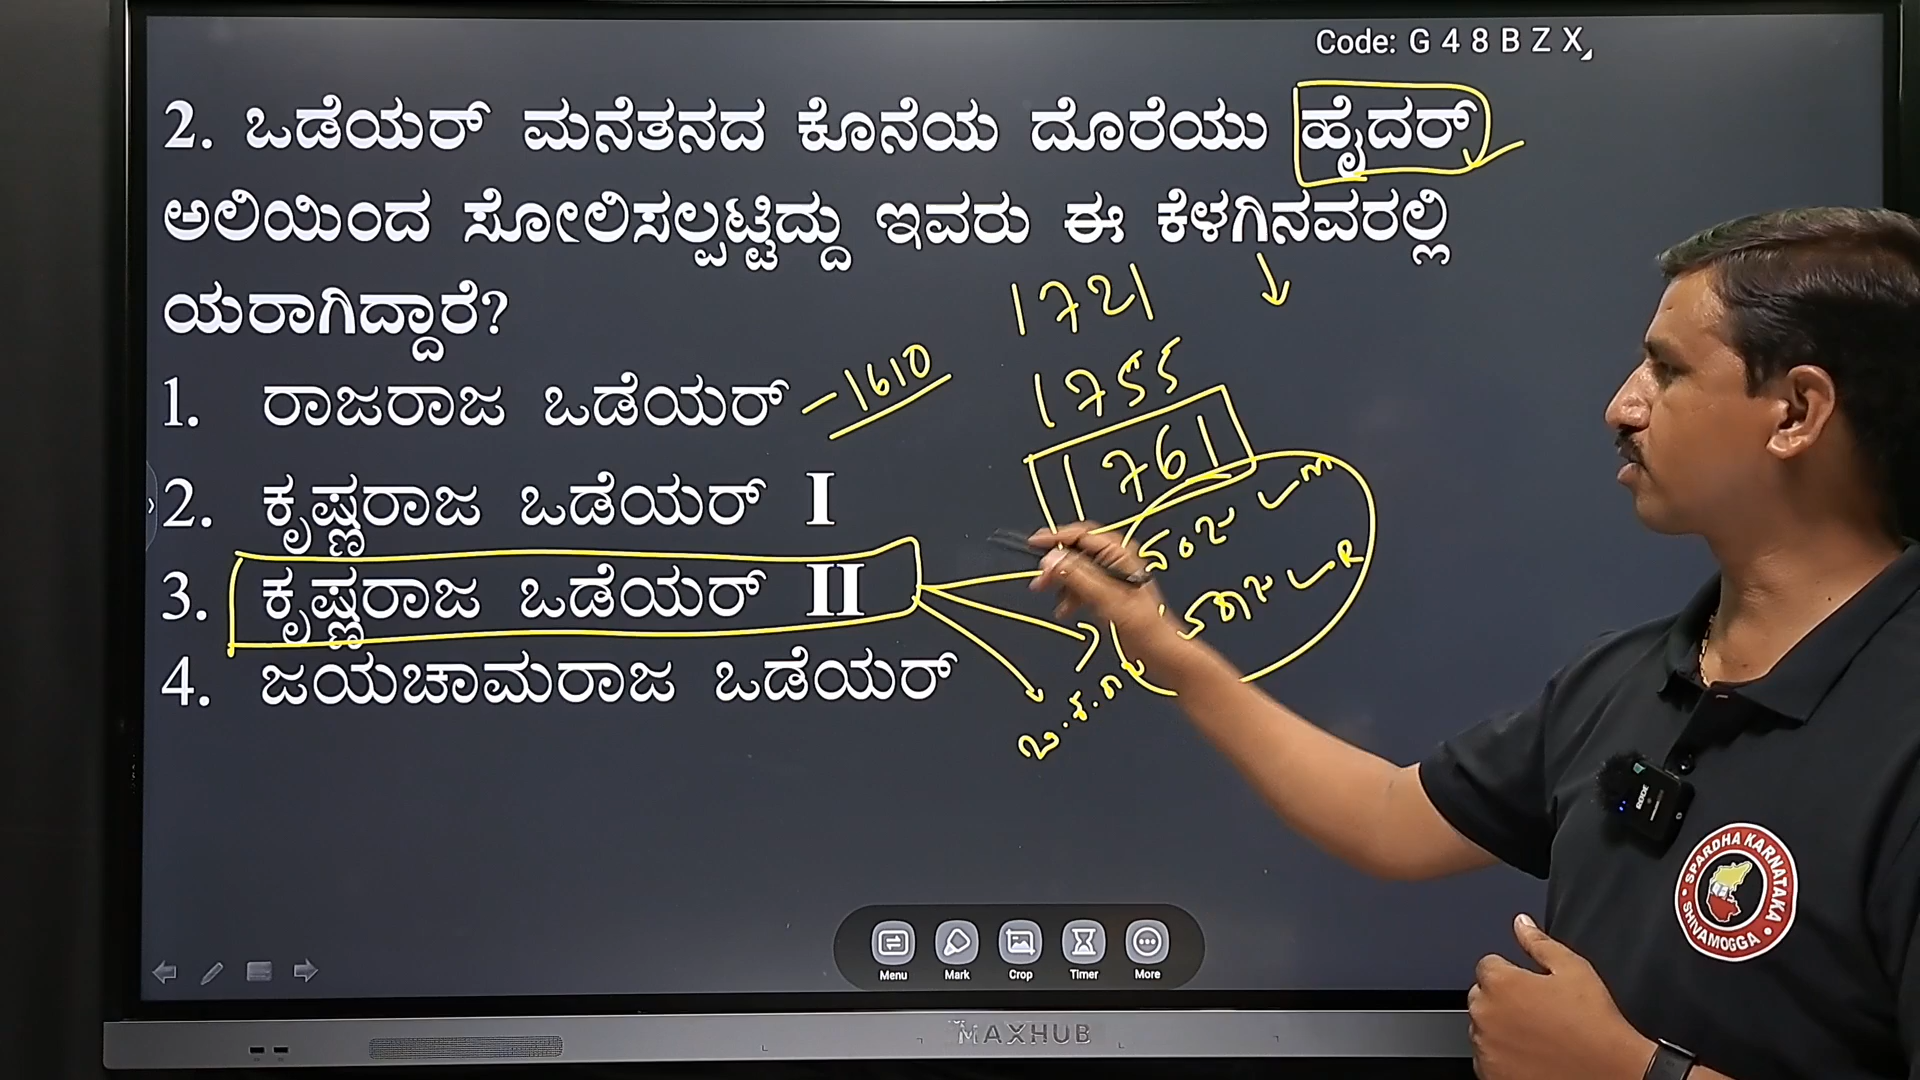 Code: G 4 8 B Z X
2. ಒಡೆಯರ್ ಮನೆತನದ ಕೊನೆಯ ದೊರೆಯು ಹೈದರ್
ಅಲಿಯಿಂದ ಸೋಲಿಸಲ್ಪಟ್ಟಿದ್ದು ಇವರು ಈ ಕೆಳಗಿನವರಲ್ಲಿ
ಯರಾಗಿದ್ದಾರೆ?
1721
1. ರಾಜರಾಜ ಒಡೆಯರ್ - 1610
1755
1761
2. ಕೃಷ್ಣರಾಜ ಒಡೆಯರ್ I
3. ಕೃಷ್ಣರಾಜ ಒಡೆಯರ್ II
4. ಜಯಚಾಮರಾಜ ಒಡೆಯರ್
SPARDHA KARNATAKA
SHIVAMOGGA
RODE
Menu Mark Crop Timer More
MAXHUB